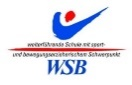 weiterführende Schule mit sport-
und bewegungserzieherischem Schwerpunkt
WSB